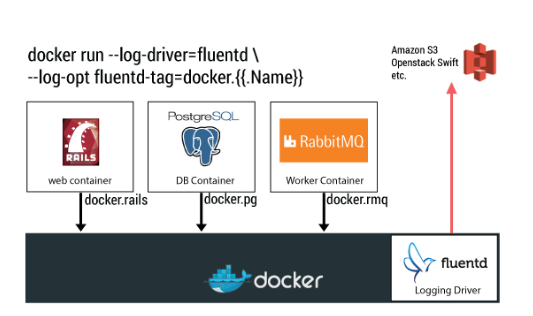 docker run --log-driver=fluentd \
--log-opt fluentd-tag=docker.{{.Name}}
Amazon S3
Openstack Swift
etc.
RAILS
web container
PostgreSQL
DB Container
RabbitMQ
Worker Container
docker.rails
docker.pg
docker.rmq
docker
fluentd
Logging Driver